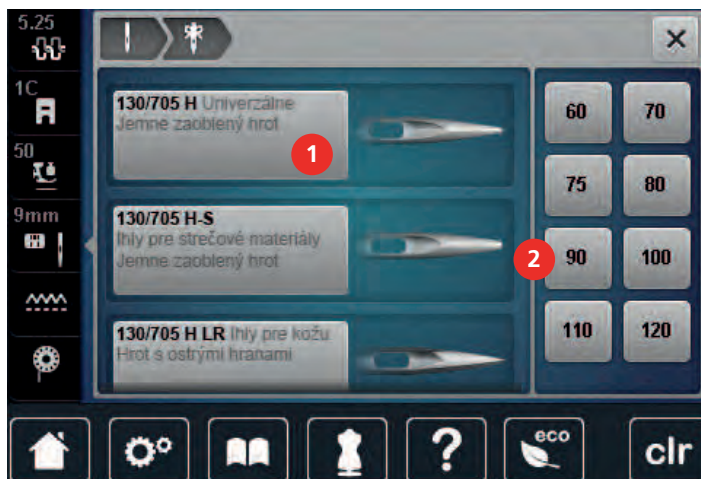 5.25
1C
50
9mm
130/705 H Univerzálne
Jemne zaoblený hrot
1
130/705 H-S
Ihly pre strečové materiály
Jemne zaoblený hrot
130/705 H LR Ihly pre kožu
Hrot s ostrými hranami
60 70
75 80
2
90 100
110 120
?
eco
clr